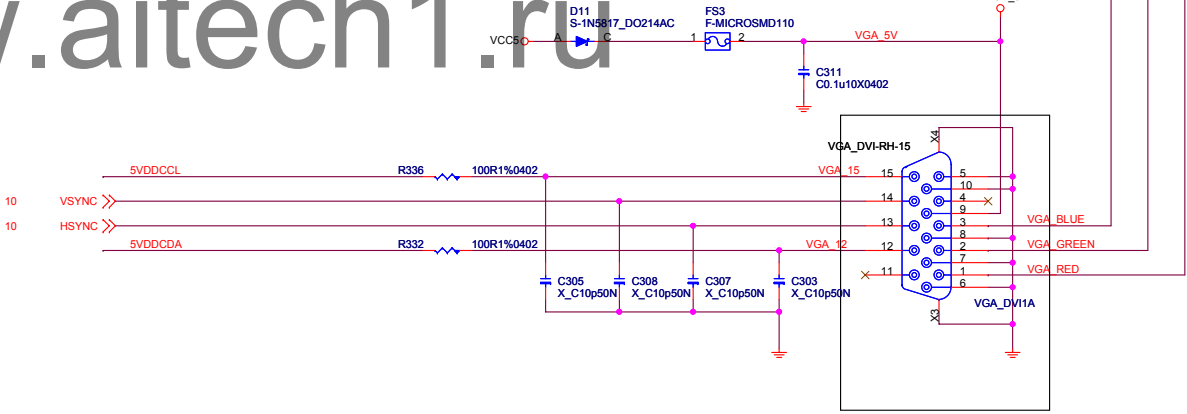 w.aitech1.ru
D11
S-1N5817_DO214AC
FS3
F-MICROSMD110
VCC5
A
C
1
2
VGA_5V
C311
C0.1u10X0402
VGA_DVI-RH-15
X4
5VDDCCL
R336
100R1%0402
VGA_15
15
5
10
10
VSYNC
14
4
9
10
HSYNC
13
3
VGA_BLUE
8
5VDDCDA
R332
100R1%0402
VGA_12
12
2
VGA_GREEN
7
11
1
VGA_RED
6
C305
X_C10p50N
C308
X_C10p50N
C307
X_C10p50N
C303
X_C10p50N
X3
VGA_DVI1A